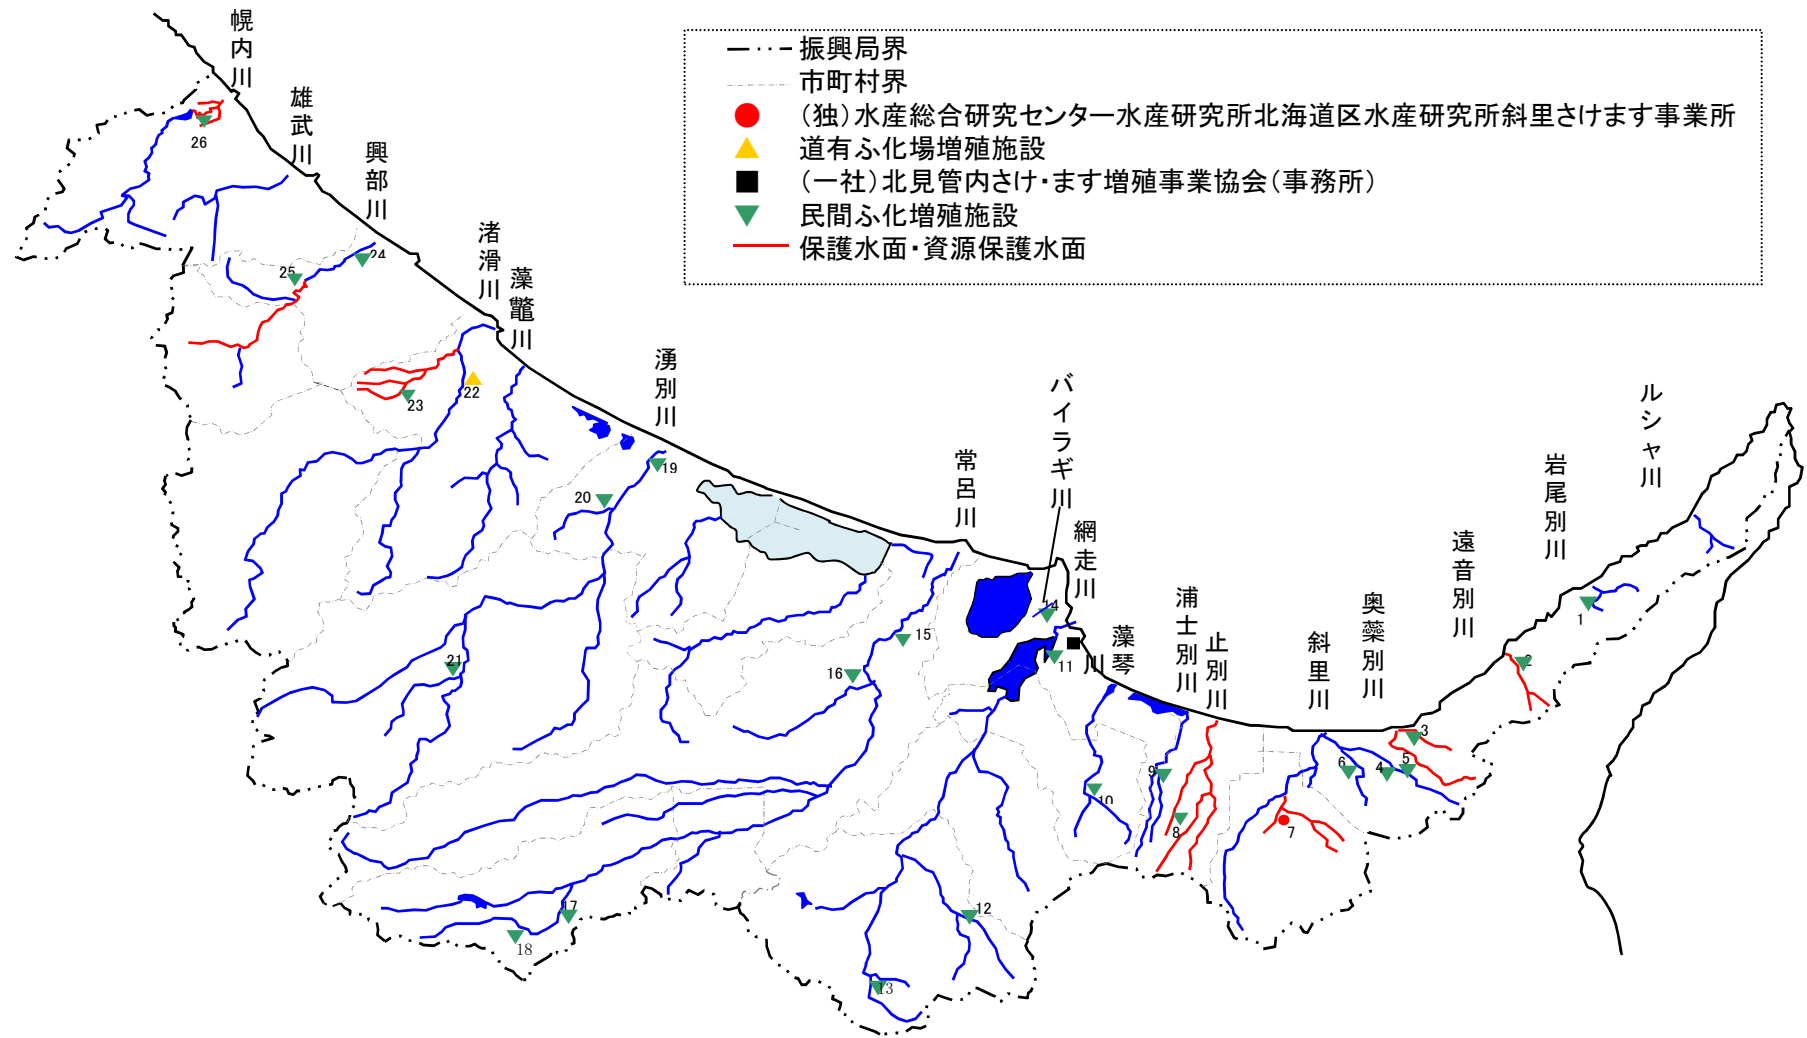 幌内川
雄武川
興部川
渚滑川
藻鼈川
湧別川
常呂川
バイラギ川
網走川
藻琴川
浦士別川
止別川
斜里川
奥蘂別川
遠音別川
岩尾別川
ルシャ川
振興局界
市町村界
（独）水産総合研究センター水産研究所北海道区水産研究所斜里さけます事業所
道有ふ化場増殖施設
（一社）北見管内さけ・ます増殖事業協会（事務所）
民間ふ化増殖施設
保護水面・資源保護水面
26
25
24
23
22
21
20
19
18
17
16
15
14
13
12
11
10
9
8
7
6
5
4
3
2
1